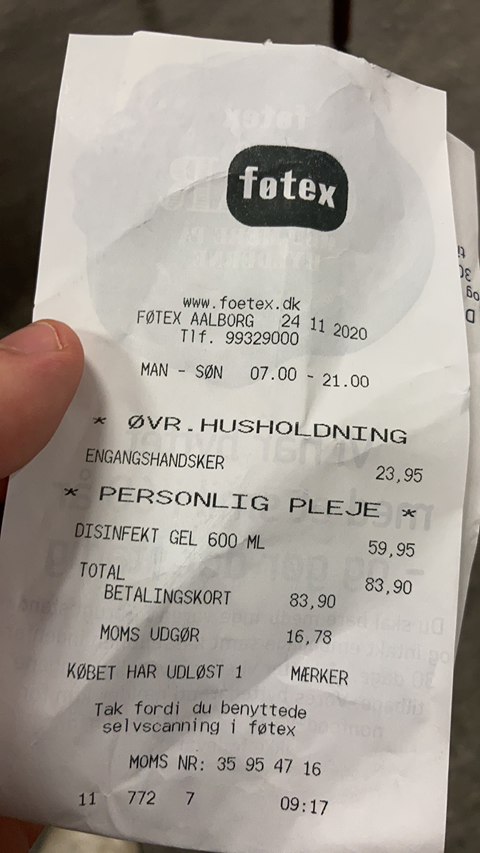 føtex
www.foetex.dk
FØTEX AALBORG 24 11 2020
Tlf. 99329000
MAN - SØN 07.00 - 21.00
* ØVR.HUSHOLDNING
ENGANGSHANDSKER 23,95
* PERSONLIG PLEJE *
DISINFEKT GEL 600 ML 59,95
TOTAL 83,90
BETALINGSKORT 83,90
MOMS UDGØR 16,78
KØBET HAR UDLØST 1 MÆRKER
Tak fordi du benyttede
selvscanning i føtex
MOMS NR: 35 95 47 16
11 772 7 09:17